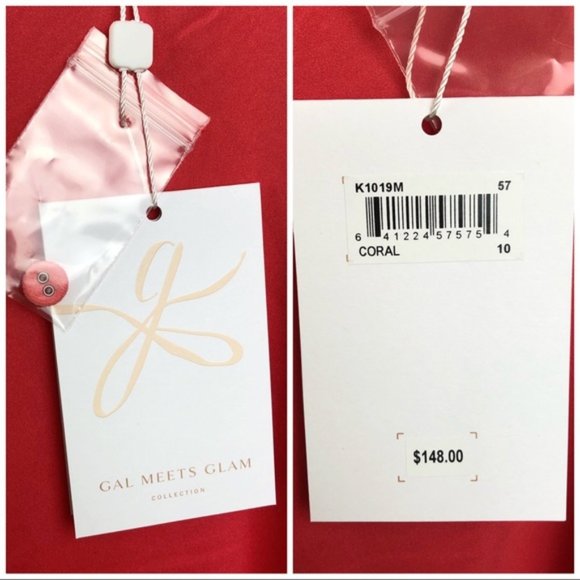 g
GAL MEETS GLAM
COLLECTION
K1019M 57
6 41224 57575 4
CORAL 10
$148.00